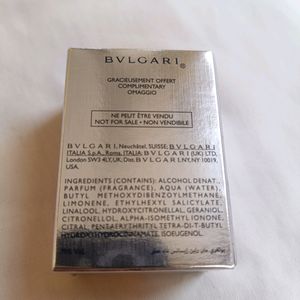 BVLGARI®
GRACIEUSEMENT OFFERT
COMPLIMENTARY
OMAGGIO
NE PEUT ÊTRE VENDU
NOT FOR SALE • NON VENDIBILE
BVLGARI, Neuchâtel, SUISSE; BVLGARI
ITALIA S.p.A., Roma, ITALIA; BVLGARI (UK) LTD,
London SW3 4LY, UK; Dist. BVLGARI, NY, 10019,
USA.
INGREDIENTS (CONTAINS): ALCOHOL DENAT.,
PARFUM (FRAGRANCE), AQUA (WATER),
BUTYL METHOXYDIBENZOYLMETHANE,
LIMONENE, ETHYLHEXYL SALICYLATE,
LINALOOL, HYDROXYCITRONELLAL, GERANIOL,
CITRONELLOL, ALPHA-ISOMETHYL IONONE,
CITRAL, PENTAERYTHRITYL TETRA-DI-T-BUTYL
HYDROXYHYDROCINNAMATE, ISOEUGENOL.